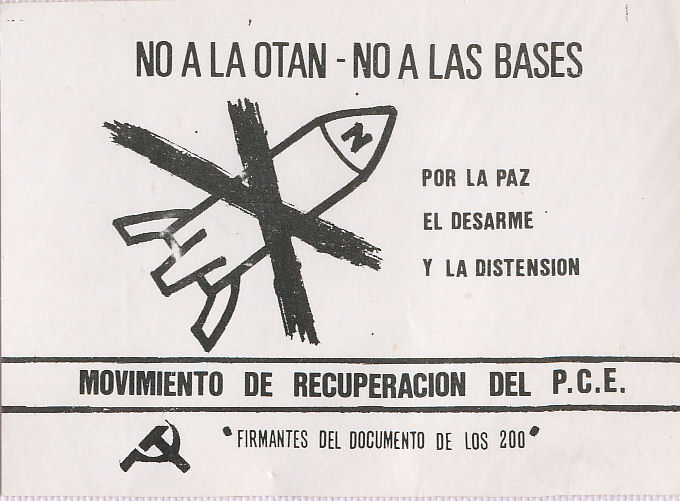 NO A LA OTAN - NO A LAS BASES
N
POR LA PAZ
EL DESARME
Y LA DISTENSION
MOVIMIENTO DE RECUPERACION DEL P.C.E.
"FIRMANTES DEL DOCUMENTO DE LOS 200"